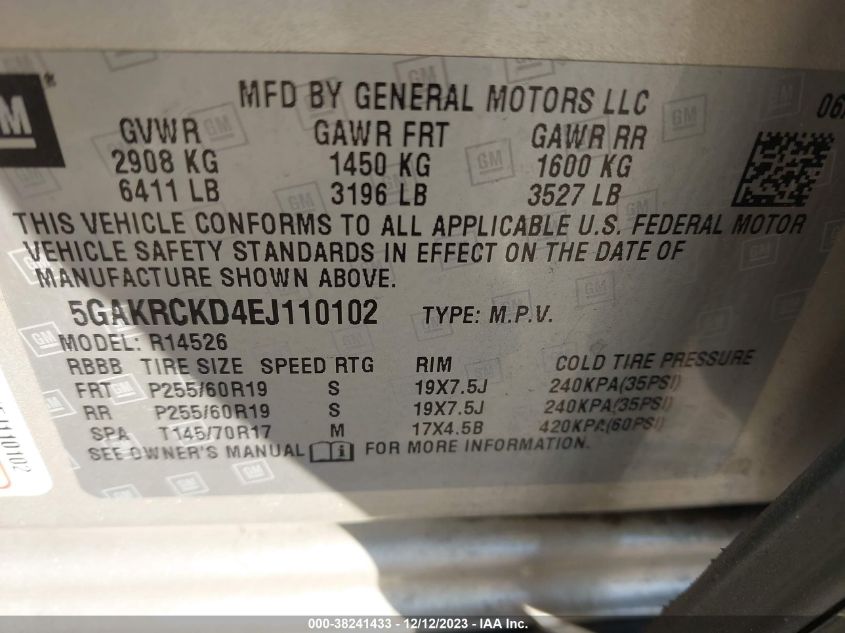 GM ®
MFD BY GENERAL MOTORS LLC
06/
GVWR GAWR FRT GAWR RR
2908 KG 1450 KG 1600 KG
6411 LB 3196 LB 3527 LB
THIS VEHICLE CONFORMS TO ALL APPLICABLE U.S. FEDERAL MOTOR
VEHICLE SAFETY STANDARDS IN EFFECT ON THE DATE OF
MANUFACTURE SHOWN ABOVE.
5GAKRCKD4EJ110102 TYPE: M.P.V.
MODEL: R14526
RBBB TIRE SIZE SPEED RTG RIM COLD TIRE PRESSURE
FRT P255/60R19 S 19X7.5J 240KPA(35PSI)
RR P255/60R19 S 19X7.5J 240KPA(35PSI)
SPA T145/70R17 M 17X4.5B 420KPA(60PSI)
SEE OWNER'S MANUAL i FOR MORE INFORMATION.
000-38241433 - 12/12/2023 - © IAA, Inc.